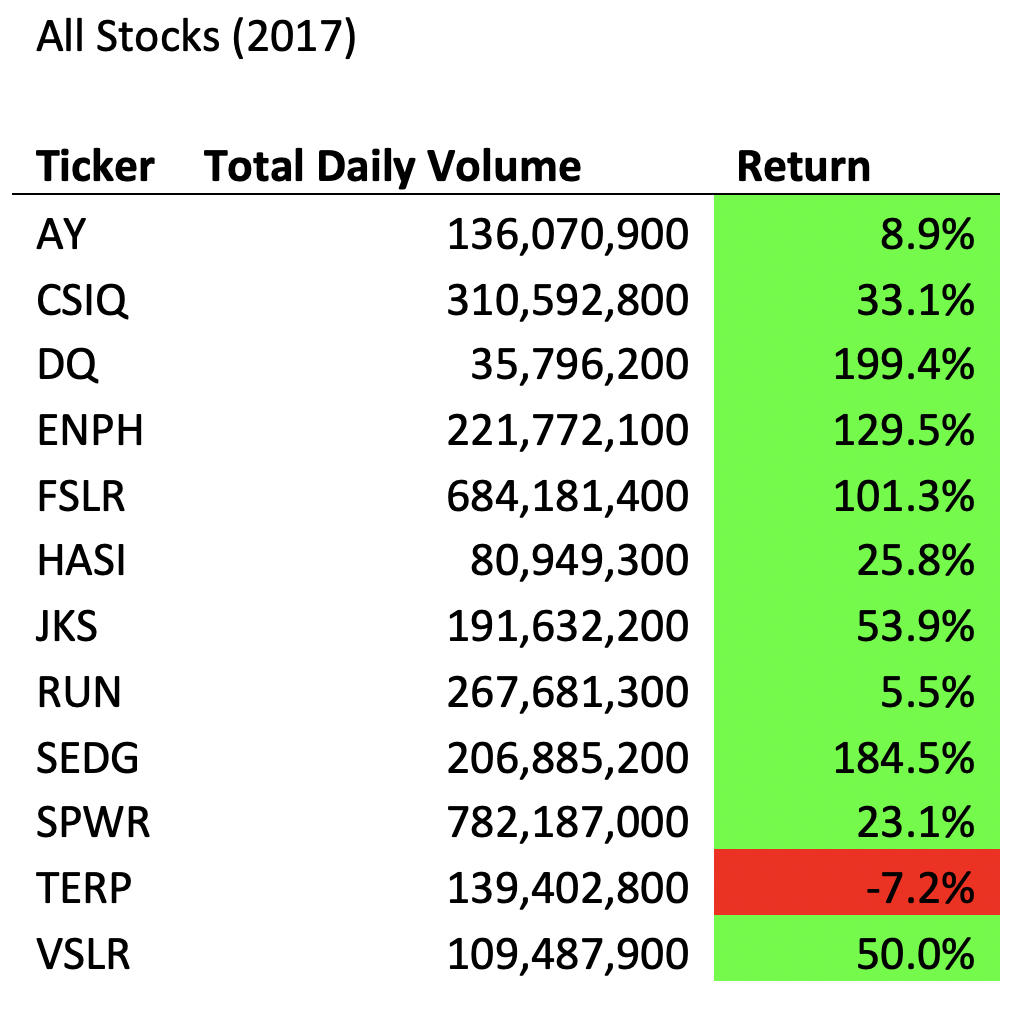 All Stocks (2017)
Ticker Total Daily Volume Return
AY 136,070,900 8.9%
CSIQ 310,592,800 33.1%
DQ 35,796,200 199.4%
ENPH 221,772,100 129.5%
FSLR 684,181,400 101.3%
HASI 80,949,300 25.8%
JKS 191,632,200 53.9%
RUN 267,681,300 5.5%
SEDG 206,885,200 184.5%
SPWR 782,187,000 23.1%
TERP 139,402,800 -7.2%
VSLR 109,487,900 50.0%